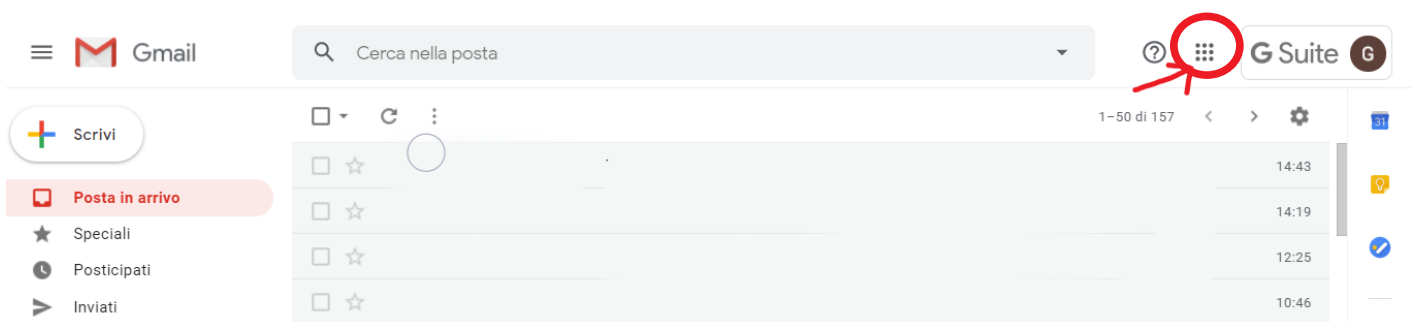 Gmail
Cerca nella posta
G Suite
G
Scrivi
1–50 di 157
31
Posta in arrivo
14:43
Speciali
14:19
Posticipati
12:25
Inviati
10:46